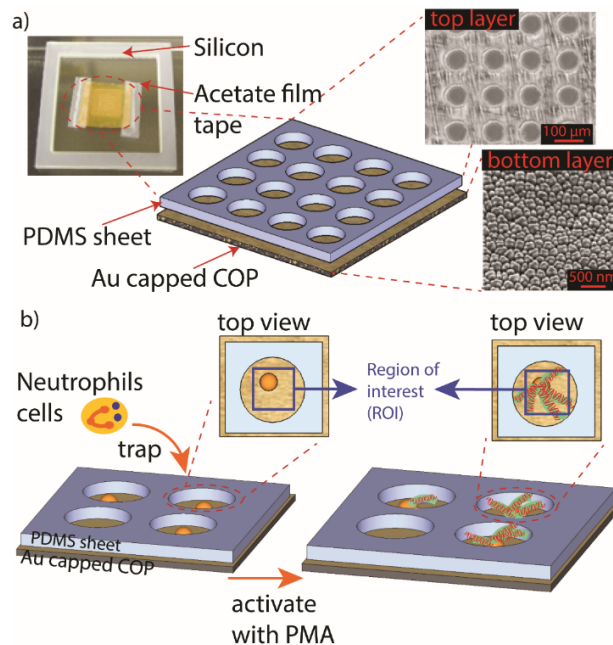 a)
Silicon
Acetate film
tape
PDMS sheet
Au capped COP
top layer
100 µm
bottom layer
500 nm
b)
top view
top view
Neutrophils
cells
trap
Region of
interest
(ROI)
PDMS sheet
Au capped COP
activate
with PMA